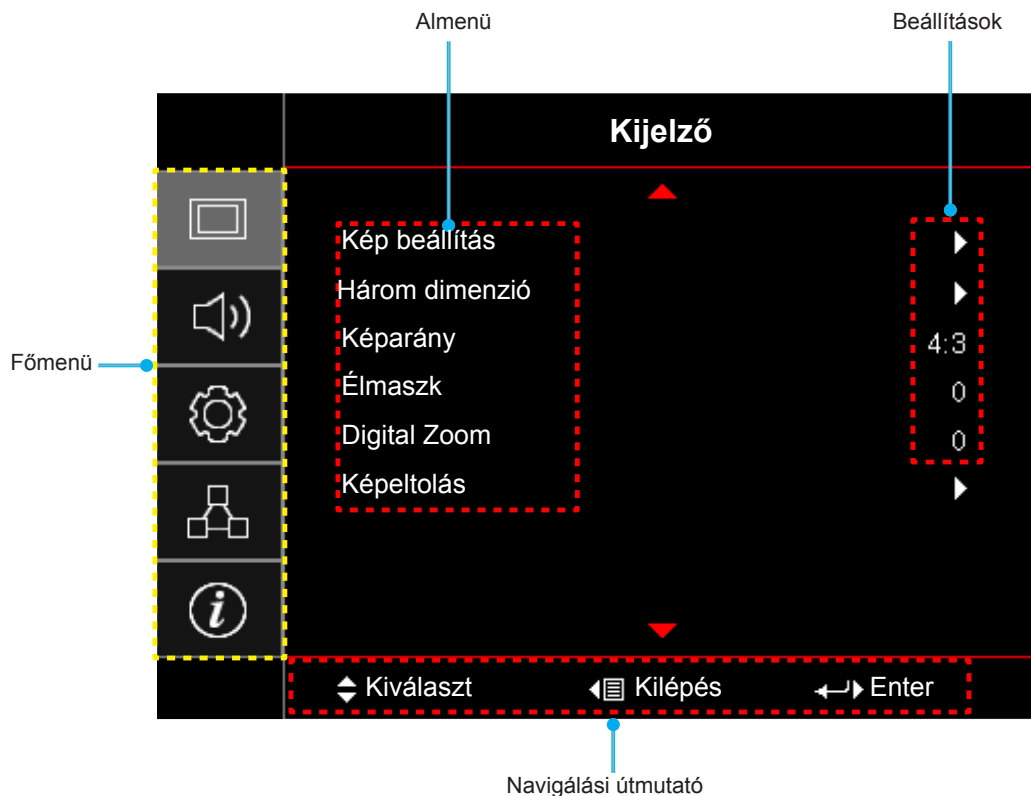 Almenü
Beállítások
Kijelző
Főmenü
Kép beállítás
Három dimenzió
Képarány 4:3
Élmaszk 0
Digital Zoom 0
Képeltolás
i
Kiválaszt Kilépés Enter
Navigálási útmutató